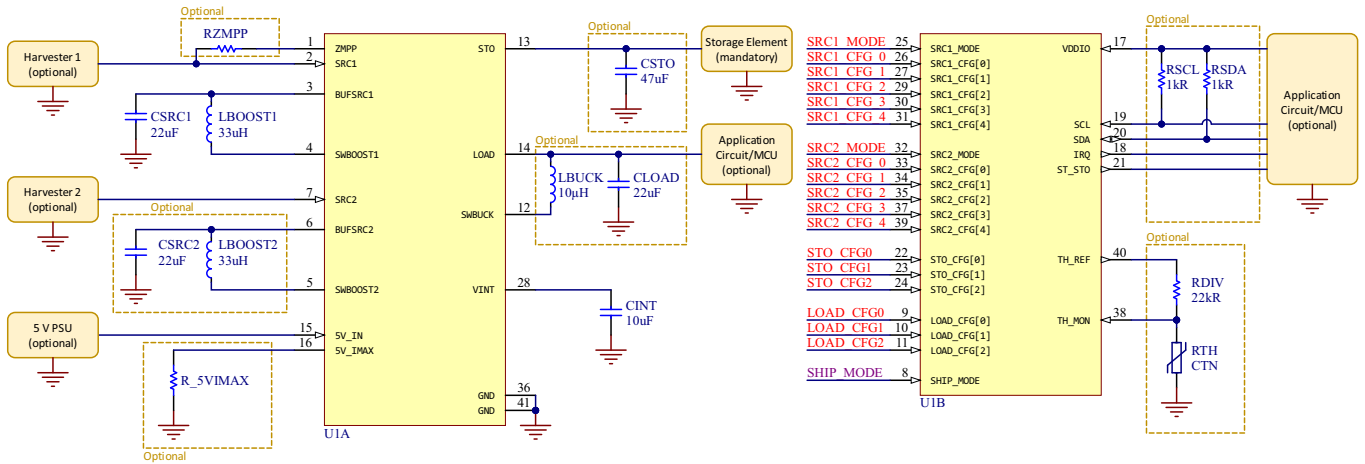 Optional
RZMPP
Harvester 1
(optional)
1
ZMPP
2
SRC1
3
BUFSRC1
CSRC1
22uF
LBOOST1
33uH
4
SWBOOST1
Harvester 2
(optional)
7
SRC2
Optional
6
BUFSRC2
CSRC2
22uF
LBOOST2
33uH
5
SWBOOST2
5 V PSU
(optional)
15
5V_IN
16
5V_IMAX
R_5VIMAX
Optional
U1A
STO
13
Optional
CSTO
47uF
Storage Element
(mandatory)
LOAD
14
Optional
LBUCK
10µH
CLOAD
22uF
SWBUCK
12
Application
Circuit/MCU
(optional)
VINT
28
CINT
10uF
GND
36
GND
41
SRC1_MODE 25 SRC1_MODE
SRC1_CFG_0 26 SRC1_CFG[0]
SRC1_CFG_1 27 SRC1_CFG[1]
SRC1_CFG_2 29 SRC1_CFG[2]
SRC1_CFG_3 30 SRC1_CFG[3]
SRC1_CFG_4 31 SRC1_CFG[4]
SRC2_MODE 32 SRC2_MODE
SRC2_CFG_0 33 SRC2_CFG[0]
SRC2_CFG_1 34 SRC2_CFG[1]
SRC2_CFG_2 35 SRC2_CFG[2]
SRC2_CFG_3 37 SRC2_CFG[3]
SRC2_CFG_4 39 SRC2_CFG[4]
STO_CFG0 22 STO_CFG[0]
STO_CFG1 23 STO_CFG[1]
STO_CFG2 24 STO_CFG[2]
LOAD_CFG0 9 LOAD_CFG[0]
LOAD_CFG1 10 LOAD_CFG[1]
LOAD_CFG2 11 LOAD_CFG[2]
SHIP_MODE 8 SHIP_MODE
U1B
Optional
VDDIO 17
RSCL
1kR
RSDA
1kR
SCL 19
SDA 20
IRQ 18
ST_STO 21
Application
Circuit/MCU
(optional)
Optional
TH_REF 40
RDIV
22kR
TH_MON 38
RTH
CTN